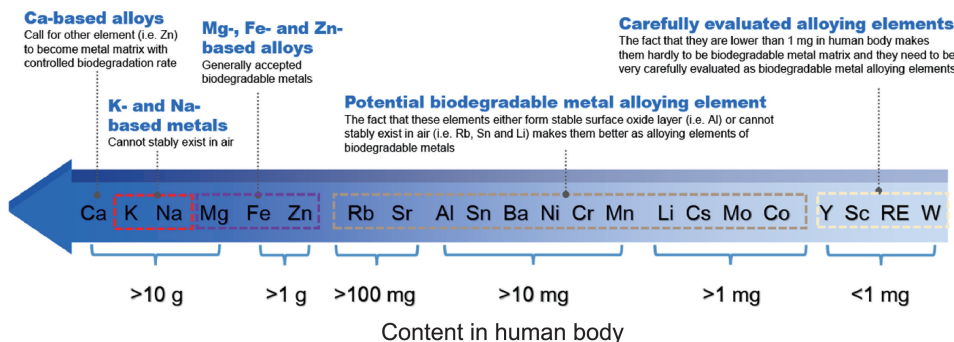 Ca-based alloys
Call for other element (i.e. Zn)
to become metal matrix with
controlled biodegradation rate
K- and Na-
based metals
Cannot stably exist in air
Mg-, Fe- and Zn-
based alloys
Generally accepted
biodegradable metals
Potential biodegradable metal alloying element
The fact that these elements either form stable surface oxide layer (i.e. Al) or cannot
stably exist in air (i.e. Rb, Sn and Li) makes them better as alloying elements of
biodegradable metals
Carefully evaluated alloying elements
The fact that they are lower than 1 mg in human body makes
them hardly to be biodegradable metal matrix and they need to be
very carefully evaluated as biodegradable metal alloying elements
Ca K Na Mg Fe Zn Rb Sr Al Sn Ba Ni Cr Mn Li Cs Mo Co Y Sc RE W
>10 g >1 g >100 mg >10 mg >1 mg <1 mg
Content in human body